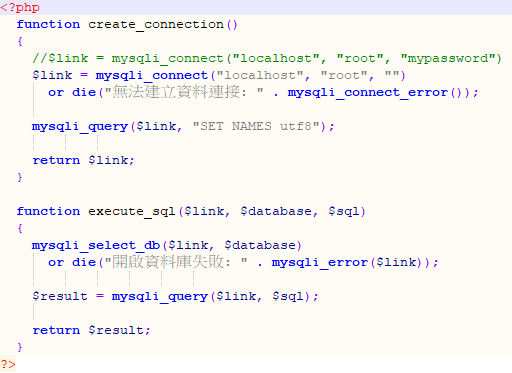 <?php
function create_connection()
{
//$link = mysqli_connect("localhost", "root", "mypassword")
$link = mysqli_connect("localhost", "root", "")
or die("無法建立資料連接: " . mysqli_connect_error());
mysqli_query($link, "SET NAMES utf8");
return $link;
}
function execute_sql($link, $database, $sql)
{
mysqli_select_db($link, $database)
or die("開啟資料庫失敗: " . mysqli_error($link));
$result = mysqli_query($link, $sql);
return $result;
}
?>